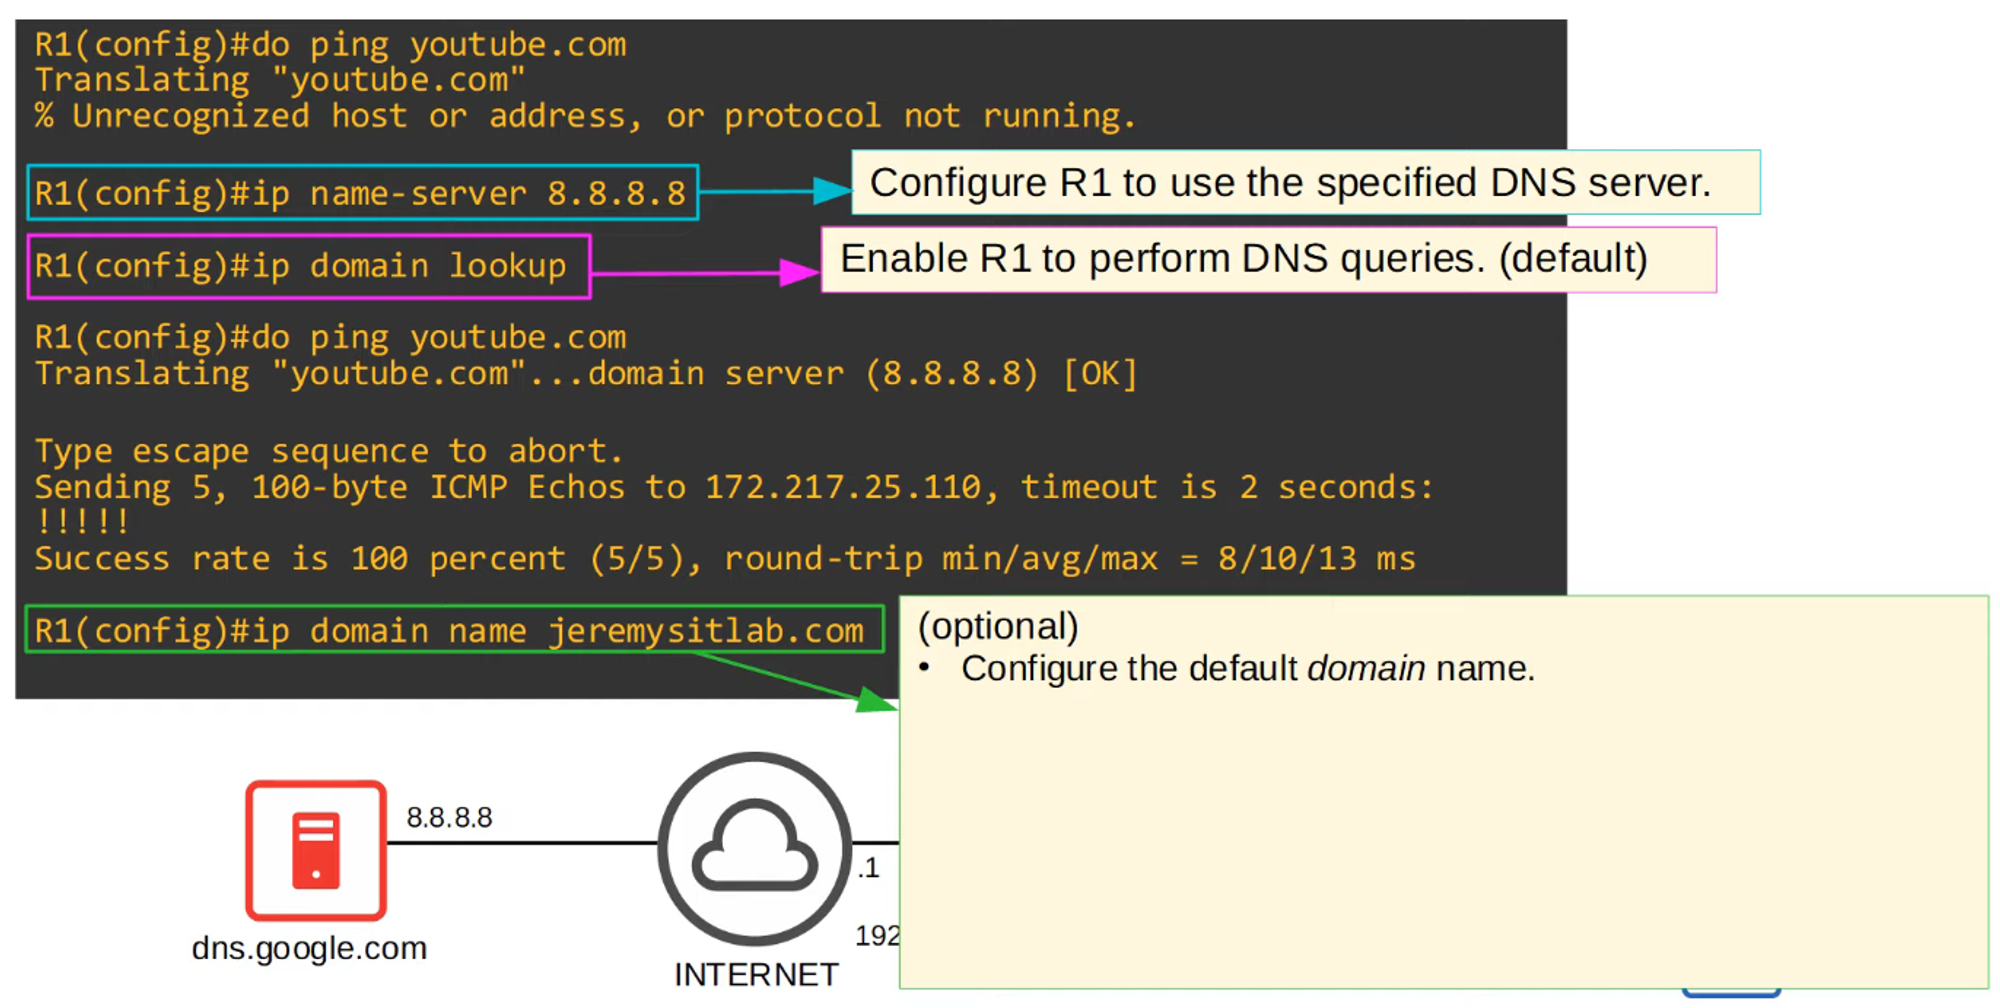 R1(config)#do ping youtube.com
Translating "youtube.com"
% Unrecognized host or address, or protocol not running.
R1(config)#ip name-server 8.8.8.8
Configure R1 to use the specified DNS server.
R1(config)#ip domain lookup
Enable R1 to perform DNS queries. (default)
R1(config)#do ping youtube.com
Translating "youtube.com"...domain server (8.8.8.8) [OK]
Type escape sequence to abort.
Sending 5, 100-byte ICMP Echos to 172.217.25.110, timeout is 2 seconds:
!!!!!
Success rate is 100 percent (5/5), round-trip min/avg/max = 8/10/13 ms
R1(config)#ip domain name jeremysitlab.com
(optional)
• Configure the default domain name.
8.8.8.8
.1
192
dns.google.com
INTERNET